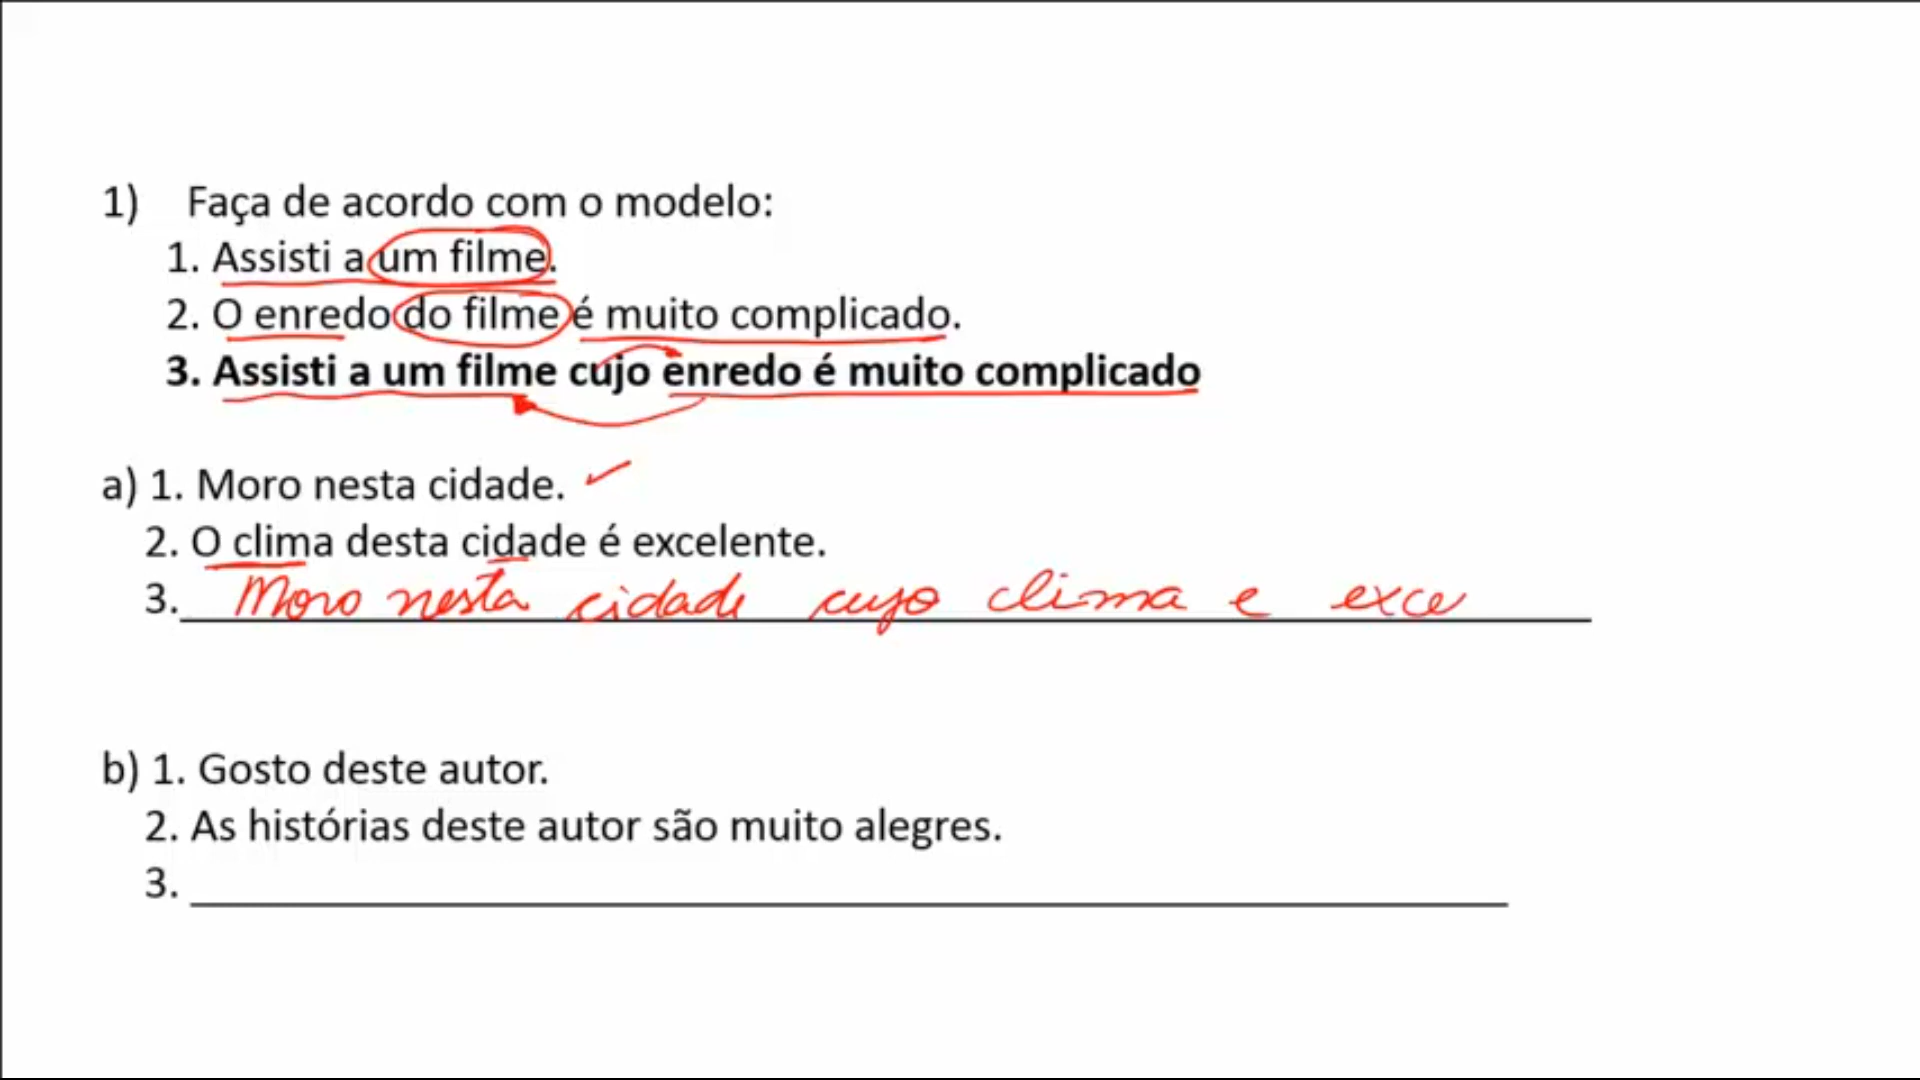 1) Faça de acordo com o modelo:
1. Assisti a um filme.
2. O enredo do filme é muito complicado.
3. Assisti a um filme cujo enredo é muito complicado
a) 1. Moro nesta cidade.
2. O clima desta cidade é excelente.
3. Moro nesta cidade cujo clima e exce
b) 1. Gosto deste autor.
2. As histórias deste autor são muito alegres.
3.